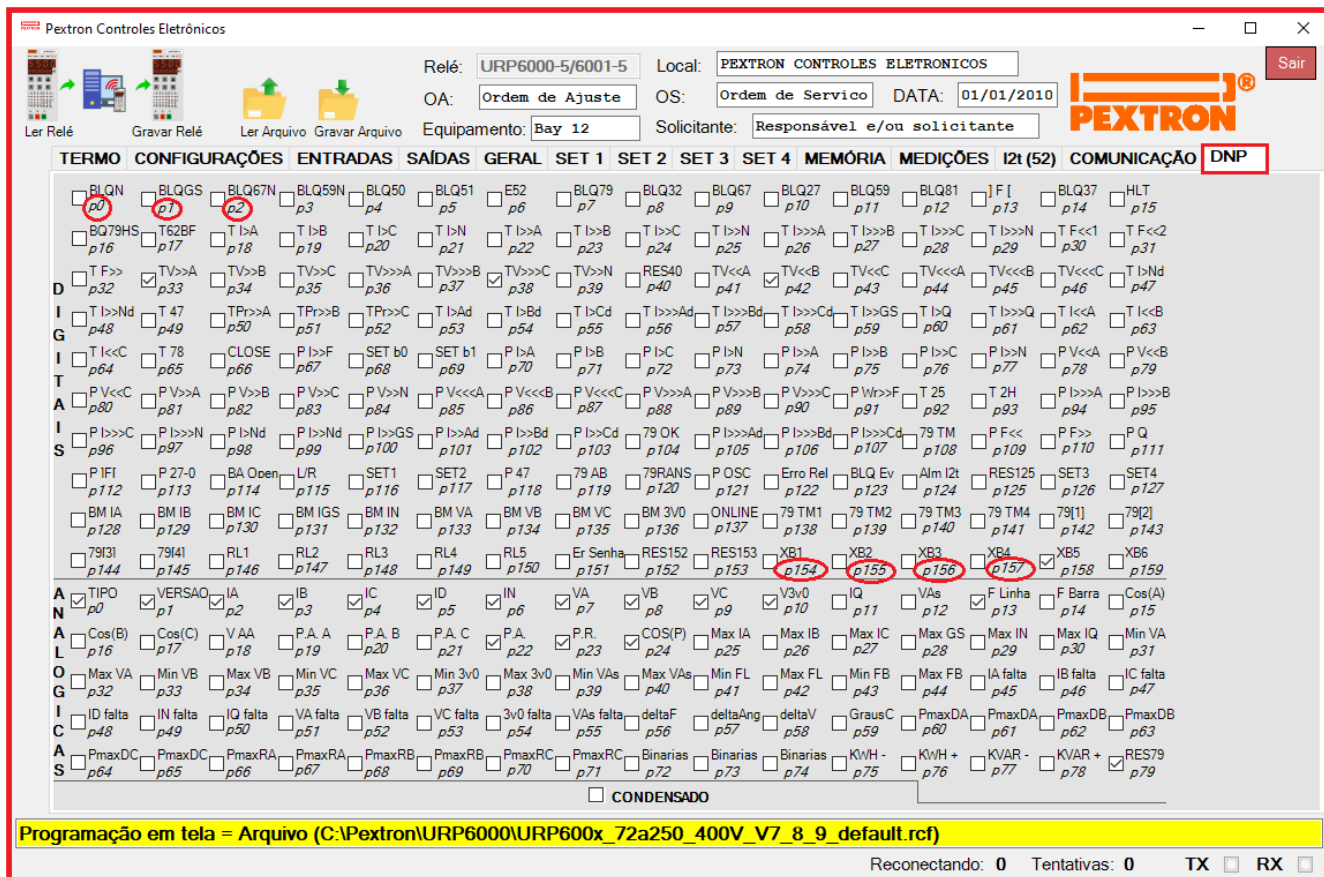 Pextron Controles Eletrônicos
Relé: URP6000-5/6001-5 Local: PEXTRON CONTROLES ELETRONICOS Sair
OA: Ordem de Ajuste OS: Ordem de Servico DATA: 01/01/2010
Ler Relé Gravar Relé Ler Arquivo Gravar Arquivo Equipamento: Bay 12 Solicitante: Responsável e/ou solicitante PEXTRON®
TERMO CONFIGURAÇÕES ENTRADAS SAÍDAS GERAL SET 1 SET 2 SET 3 SET 4 MEMÓRIA MEDIÇÕES I2t (52) COMUNICAÇÃO DNP
DIGITAIS
BLQN BLQGS BLQ67N BLQ59N BLQ50 BLQ51 E52 BLQ79 BLQ32 BLQ67 BLQ27 BLQ59 BLQ81 ] F [ BLQ37 HLT
p0 p1 p2 p3 p4 p5 p6 p7 p8 p9 p10 p11 p12 p13 p14 p15
BQ79HS T62BF T I>A T I>B T I>C T I>N T I>>A T I>>B T I>>C T I>>N T I>>>A T I>>>B T I>>>C T I>>>N T F<<1 T F<<2
p16 p17 p18 p19 p20 p21 p22 p23 p24 p25 p26 p27 p28 p29 p30 p31
T F>> TV>>A TV>>B TV>>C TV>>>A TV>>>B TV>>>C TV>>N RES40 TV<<A TV<<B TV<<C TV<<<A TV<<<B TV<<<C T I>Nd
p32 p33 p34 p35 p36 p37 p38 p39 p40 p41 p42 p43 p44 p45 p46 p47
T I>>Nd T 47 TPr>>A TPr>>B TPr>>C T I>Ad T I>Bd T I>Cd T I>>>Ad T I>>>Bd T I>>>Cd T I>>GS T I>Q T I>>>Q T I<<A T I<<B
p48 p49 p50 p51 p52 p53 p54 p55 p56 p57 p58 p59 p60 p61 p62 p63
T I<<C T 78 CLOSE P I>>F SET b0 SET b1 P I>A P I>B P I>C P I>N P I>>A P I>>B P I>>C P I>>N P V<<A P V<<B
p64 p65 p66 p67 p68 p69 p70 p71 p72 p73 p74 p75 p76 p77 p78 p79
P V<<C P V>>A P V>>B P V>>C P V>>N P V<<<A P V<<<B P V<<<C P V>>>A P V>>>B P V>>>C P Wr>>F T 25 T 2H P I>>>A P I>>>B
p80 p81 p82 p83 p84 p85 p86 p87 p88 p89 p90 p91 p92 p93 p94 p95
P I>>>C P I>>>N P I>Nd P I>>Nd P I>>GS P I>>Ad P I>>Bd P I>>Cd 79 OK P I>>>Ad P I>>>Bd P I>>>Cd 79 TM P F<< P F>> P Q
p96 p97 p98 p99 p100 p101 p102 p103 p104 p105 p106 p108 p109 p110 p111
P ]F[ P 27-0 BA Open L/R SET1 SET2 P 47 79 AB 79RANS P OSC Erro Rel BLQ Ev Alm I2t RES125 SET3 SET4
p112 p113 p114 p115 p116 p117 p118 p119 p120 p121 p122 p123 p124 p125 p126 p127
BM IA BM IB BM IC BM IGS BM IN BM VA BM VB BM VC BM 3V0 ONLINE 79 TM1 79 TM2 79 TM3 79 TM4 79[1] 79[2]
p128 p129 p130 p131 p132 p133 p134 p135 p136 p137 p138 p139 p140 p141 p142 p143
79[3] 79[4] RL1 RL2 RL3 RL4 RL5 Er Senha RES152 RES153 XB1 XB2 XB3 XB4 XB5 XB6
p144 p145 p146 p147 p148 p149 p150 p151 p152 p153 p154 p155 p156 p157 p158 p159
ANALOGICAS
TIPO VERSAO IA IB IC ID IN VA VB VC V3v0 IQ VAs F Linha F Barra Cos(A)
p0 p1 p2 p3 p4 p5 p6 p7 p8 p9 p10 p11 p12 p13 p14 p15
Cos(B) Cos(C) V AA P.A. A P.A. B P.A. C P.A. P.R. COS(P) Max IA Max IB Max IC Max GS Max IN Max IQ Min VA
p16 p17 p18 p19 p20 p21 p22 p23 p24 p25 p26 p27 p28 p29 p30 p31
Max VA Min VB Max VB Min VC Max VC Min 3v0 Max 3v0 Min VAs Max VAs Min FL Max FL Min FB Max FB IA falta IB falta IC falta
p32 p33 p34 p35 p36 p37 p38 p39 p40 p41 p42 p43 p44 p45 p46 p47
ID falta IN falta IQ falta VA falta VB falta VC falta 3v0 falta VAs falta deltaF deltaAng deltaV GrausC PmaxDA PmaxDA PmaxDB PmaxDB
p48 p49 p50 p51 p52 p53 p54 p55 p56 p57 p58 p59 p60 p61 p62 p63
PmaxDC PmaxDC PmaxRA PmaxRA PmaxRB PmaxRB PmaxRC PmaxRC Binarias Binarias Binarias KWH - KWH + KVAR - KVAR + RES79
p64 p65 p66 p67 p68 p69 p70 p71 p72 p73 p74 p75 p76 p77 p78 p79
CONDENSADO
Programação em tela = Arquivo (C:\Pextron\URP6000\URP600x_72a250_400V_V7_8_9_default.rcf)
Reconectando: 0 Tentativas: 0 TX RX